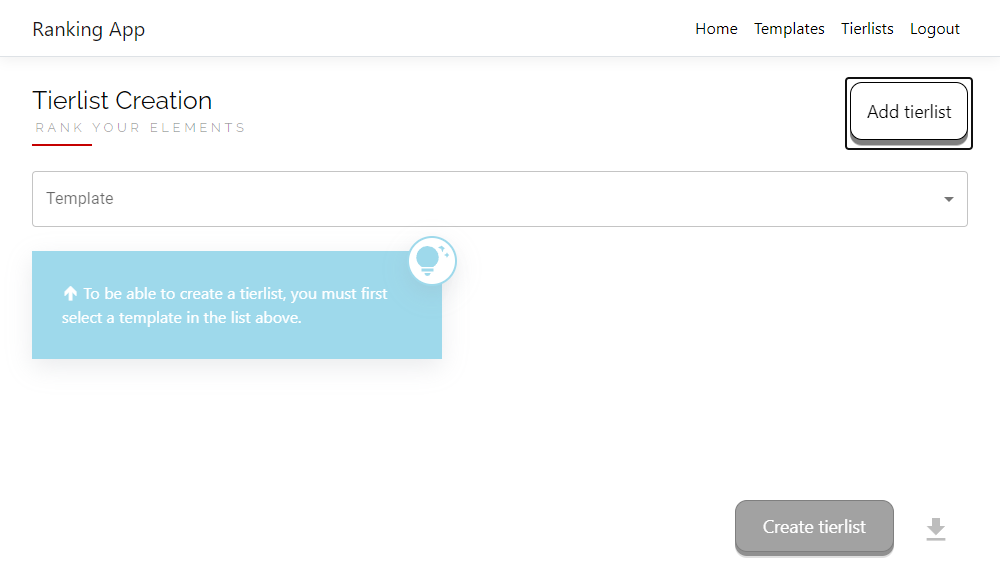 Ranking App
Home Templates Tierlists Logout
Tierlist Creation
RANK YOUR ELEMENTS
Add tierlist
Template
To be able to create a tierlist, you must first
select a template in the list above.
Create tierlist